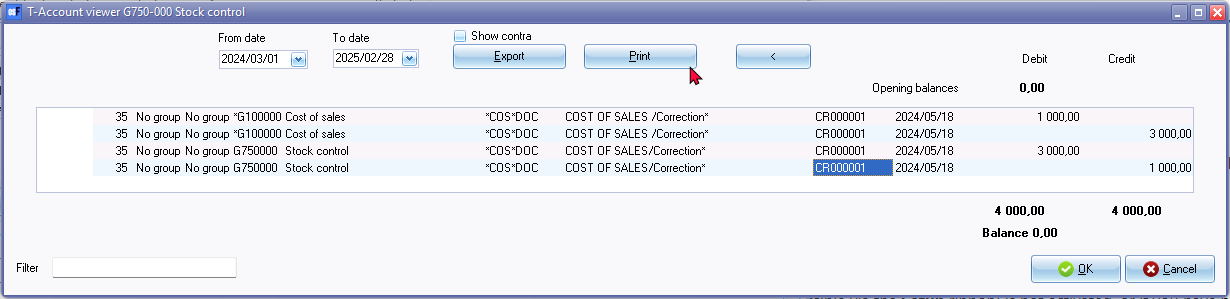 T-Account viewer G750-000 Stock control
From date To date Show contra
2024/03/01 2025/02/28 Export Print < Debit Credit
Opening balances 0,00
35 No group No group *G100000 Cost of sales *COS*DOC COST OF SALES /Correction* CR000001 2024/05/18 1 000,00
35 No group No group *G100000 Cost of sales *COS*DOC COST OF SALES /Correction* CR000001 2024/05/18 3 000,00
35 No group No group G750000 Stock control *COS*DOC COST OF SALES/Correction* CR000001 2024/05/18 3 000,00
35 No group No group G750000 Stock control *COS*DOC COST OF SALES/Correction* CR000001 2024/05/18 1 000,00
4 000,00 4 000,00
Balance 0,00
Filter OK Cancel